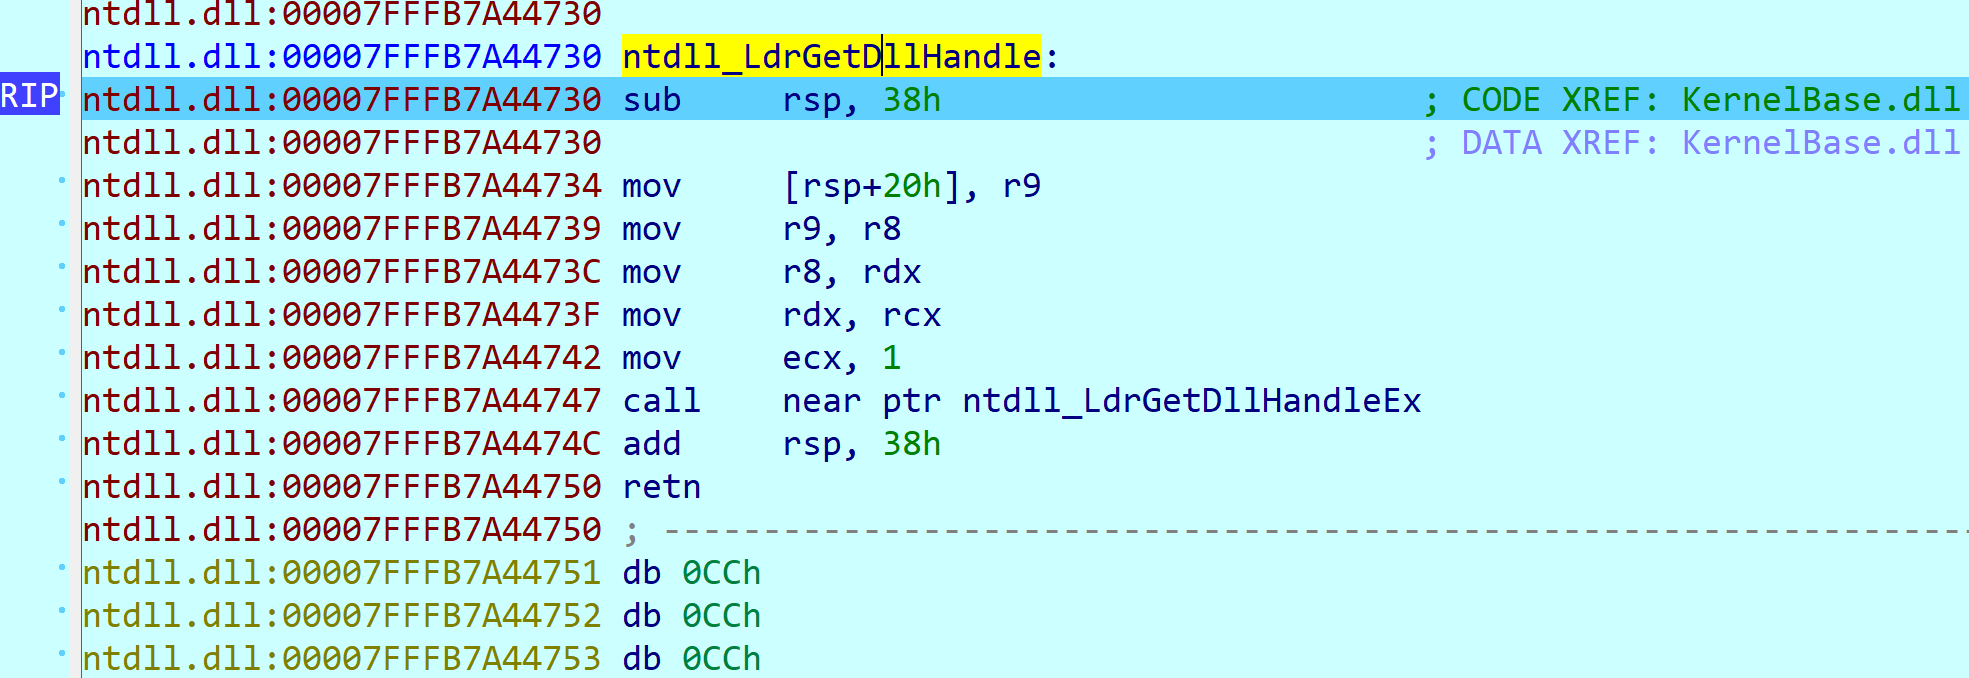 ntdll.dll:00007FFFB7A44730
ntdll.dll:00007FFFB7A44730 ntdll_LdrGetDllHandle:
RIP ntdll.dll:00007FFFB7A44730 sub rsp, 38h ; CODE XREF: KernelBase.dll
ntdll.dll:00007FFFB7A44730 ; DATA XREF: KernelBase.dll
ntdll.dll:00007FFFB7A44734 mov [rsp+20h], r9
ntdll.dll:00007FFFB7A44739 mov r9, r8
ntdll.dll:00007FFFB7A4473C mov r8, rdx
ntdll.dll:00007FFFB7A4473F mov rdx, rcx
ntdll.dll:00007FFFB7A44742 mov ecx, 1
ntdll.dll:00007FFFB7A44747 call near ptr ntdll_LdrGetDllHandleEx
ntdll.dll:00007FFFB7A4474C add rsp, 38h
ntdll.dll:00007FFFB7A44750 retn
ntdll.dll:00007FFFB7A44750 ; -----------------------------------------------------------------
ntdll.dll:00007FFFB7A44751 db 0CCh
ntdll.dll:00007FFFB7A44752 db 0CCh
ntdll.dll:00007FFFB7A44753 db 0CCh